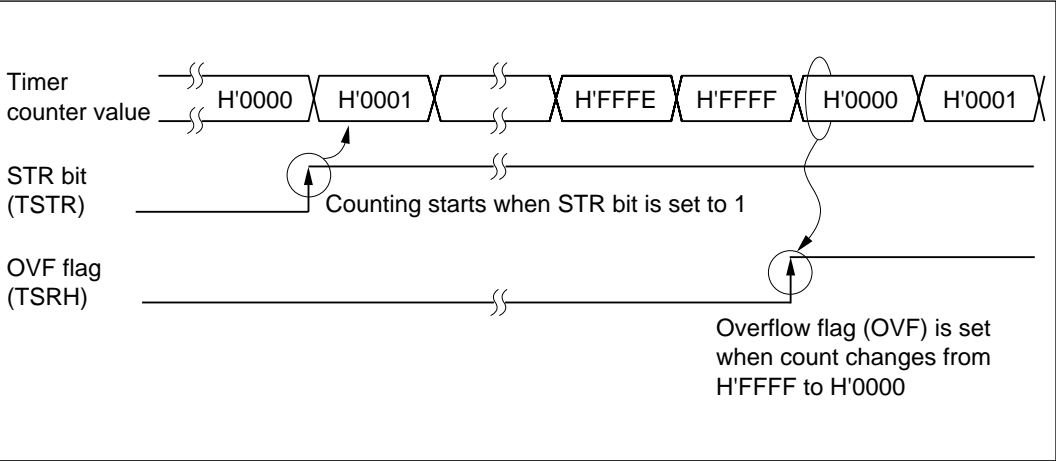 Timer
counter value
H'0000 H'0001 H'FFFE H'FFFF H'0000 H'0001
STR bit
(TSTR)
Counting starts when STR bit is set to 1
OVF flag
(TSRH)
Overflow flag (OVF) is set
when count changes from
H'FFFF to H'0000